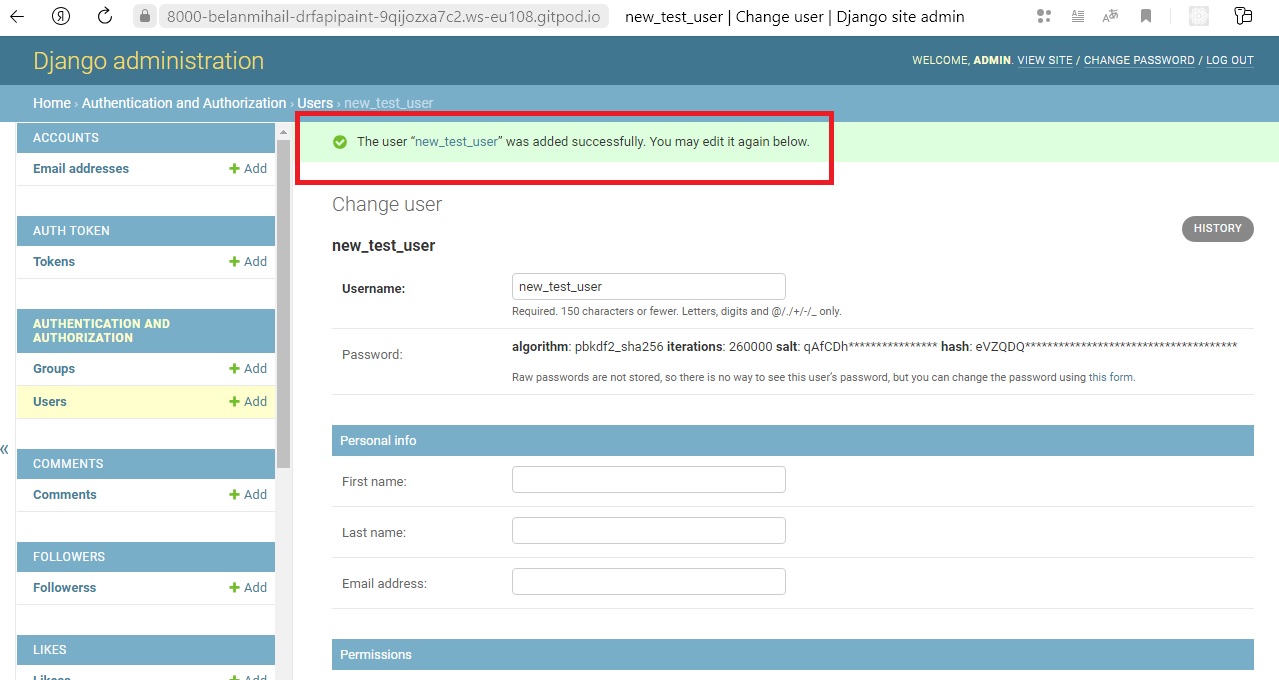 8000-belanmihail-drfapipaint-9qijozxa7c2.ws-eu108.gitpod.io new_test_user | Change user | Django site admin
Django administration
WELCOME, ADMIN. VIEW SITE / CHANGE PASSWORD / LOG OUT
Home › Authentication and Authorization › Users › new_test_user
ACCOUNTS
Email addresses + Add
AUTH TOKEN
Tokens + Add
AUTHENTICATION AND
AUTHORIZATION
Groups + Add
Users + Add
COMMENTS
Comments + Add
FOLLOWERS
Followerss + Add
LIKES
Likess + Add
«
The user “new_test_user” was added successfully. You may edit it again below.
Change user
HISTORY
new_test_user
Username: new_test_user
Required. 150 characters or fewer. Letters, digits and @/./+/-/_ only.
Password: algorithm: pbkdf2_sha256 iterations: 260000 salt: qAfCDh**************** hash: eVZQDQ**************************************
Raw passwords are not stored, so there is no way to see this user’s password, but you can change the password using this form.
Personal info
First name:
Last name:
Email address:
Permissions